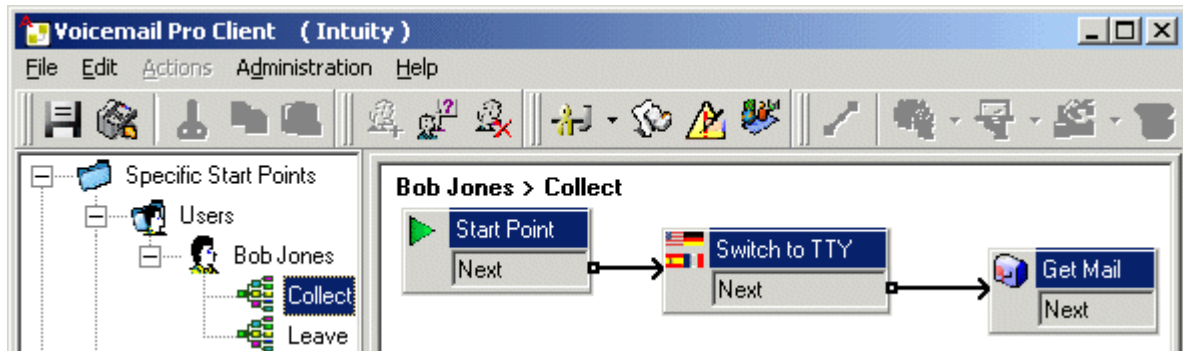 Voicemail Pro Client   ( Intuity )
File Edit Actions Administration Help
Specific Start Points
Users
Bob Jones
Collect
Leave
Bob Jones > Collect
Start Point
Next
Switch to TTY
Next
Get Mail
Next